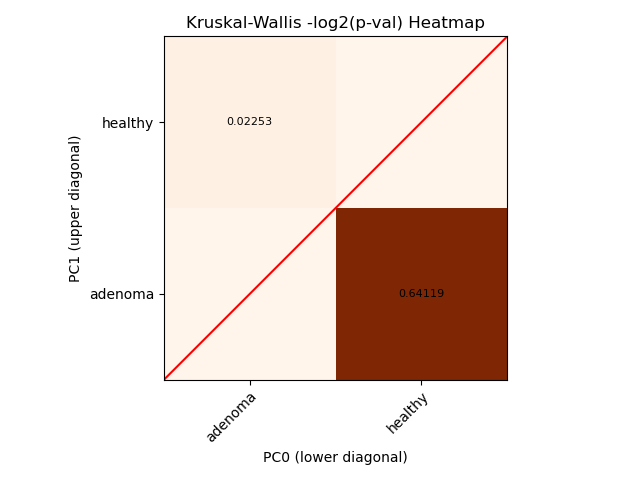 Kruskal-Wallis -log2(p-val) Heatmap
healthy
0.02253
PC1 (upper diagonal)
adenoma
0.64119
adenoma
healthy
PC0 (lower diagonal)